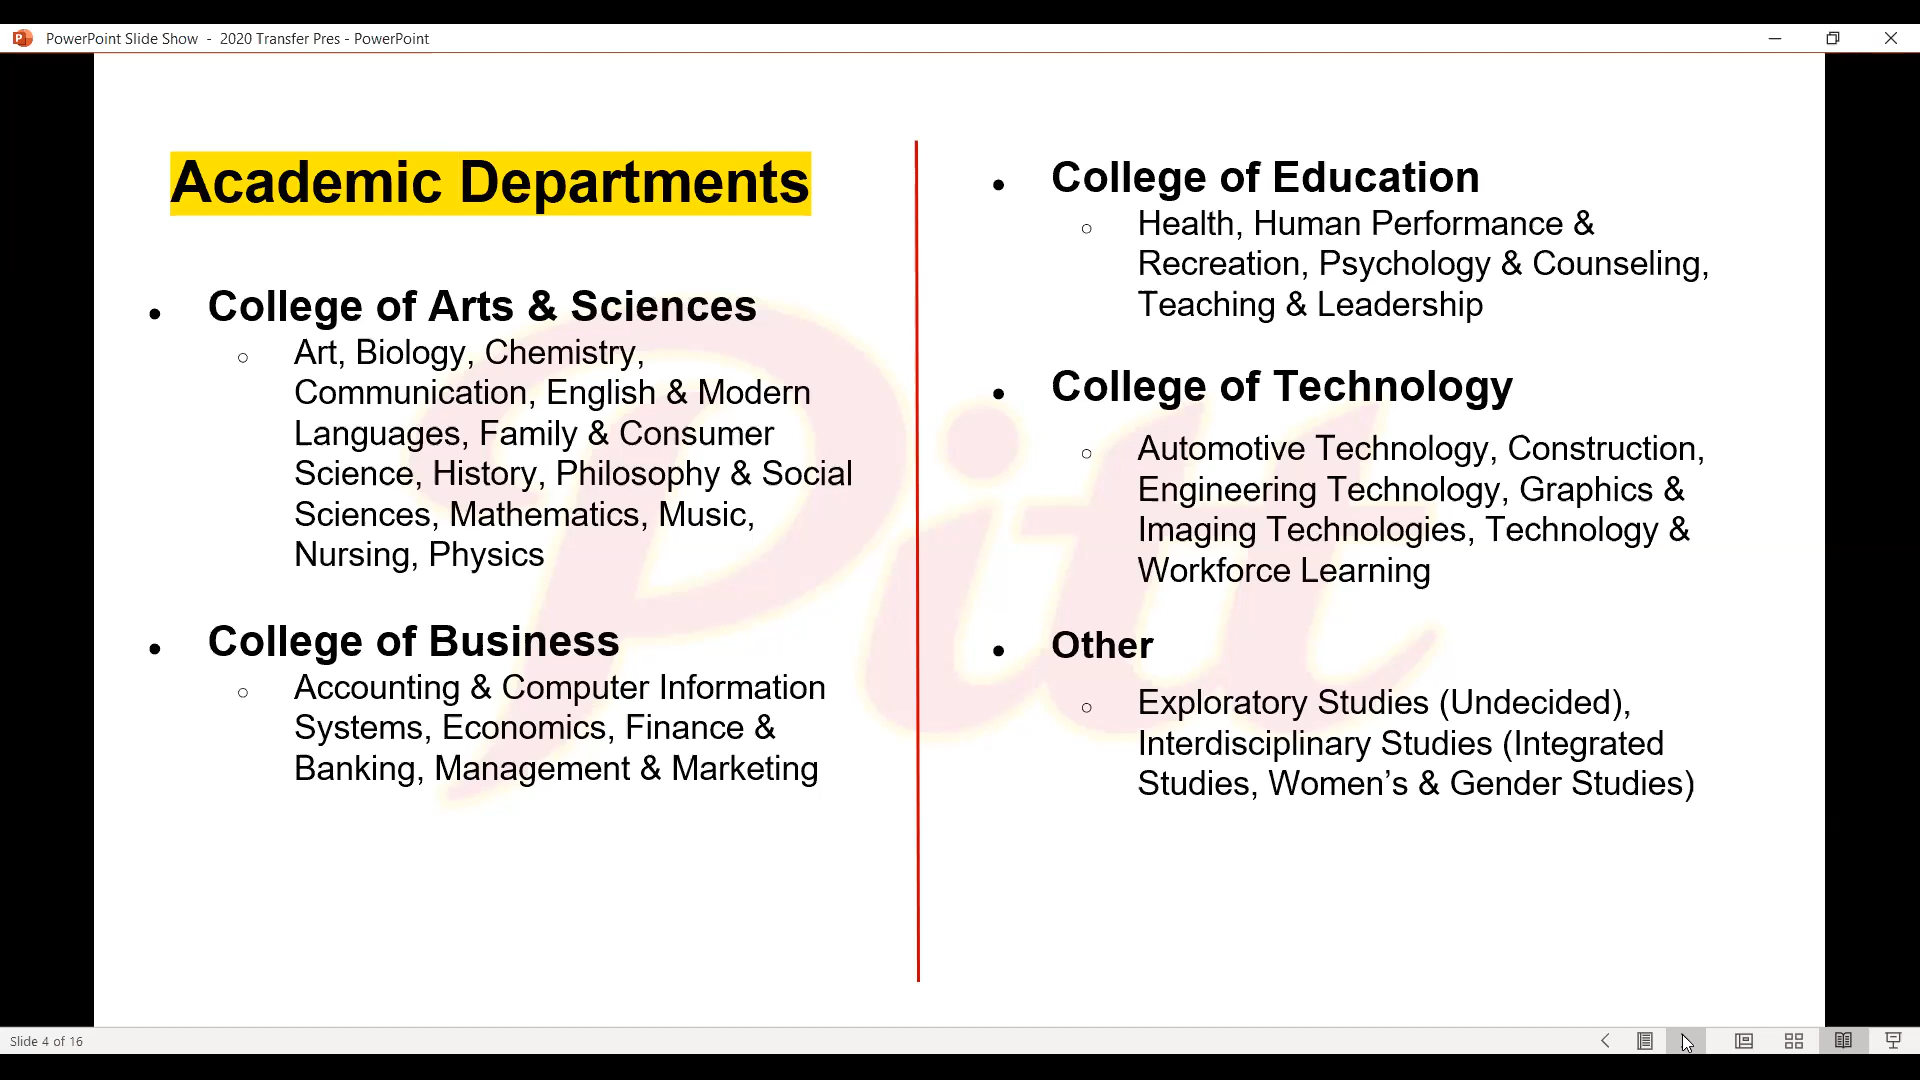 PowerPoint Slide Show - 2020 Transfer Pres - PowerPoint
Academic Departments
• College of Arts & Sciences
○ Art, Biology, Chemistry,
Communication, English & Modern
Languages, Family & Consumer
Science, History, Philosophy & Social
Sciences, Mathematics, Music,
Nursing, Physics
• College of Business
○ Accounting & Computer Information
Systems, Economics, Finance &
Banking, Management & Marketing
• College of Education
○ Health, Human Performance &
Recreation, Psychology & Counseling,
Teaching & Leadership
• College of Technology
○ Automotive Technology, Construction,
Engineering Technology, Graphics &
Imaging Technologies, Technology &
Workforce Learning
• Other
○ Exploratory Studies (Undecided),
Interdisciplinary Studies (Integrated
Studies, Women’s & Gender Studies)
Pitt
Slide 4 of 16